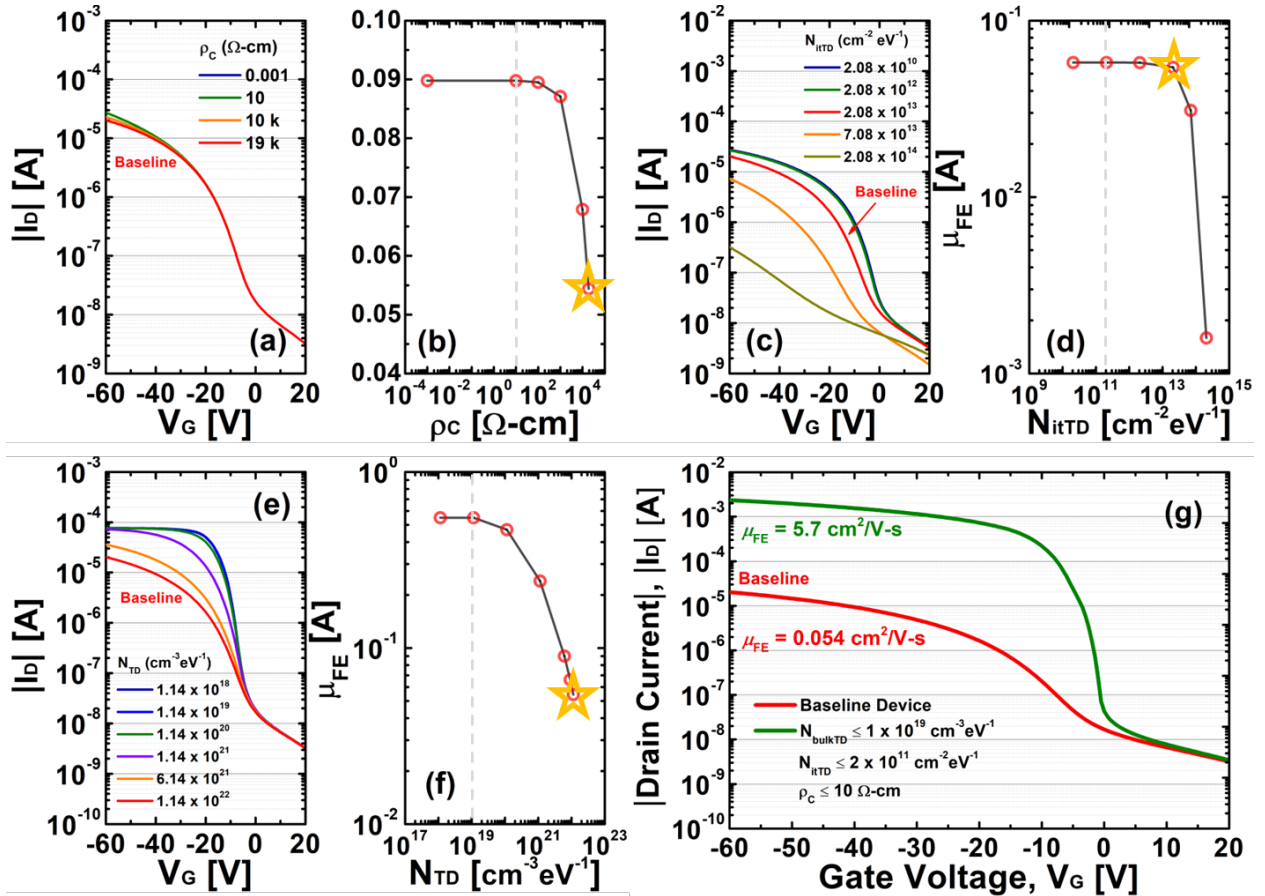 10⁻³
10⁻⁴
10⁻⁵
10⁻⁶
10⁻⁷
10⁻⁸
10⁻⁹
|I_D| [A]
ρ_C (Ω-cm)
0.001
10
10 k
19 k
Baseline
(a)
-60 -40 -20 0 20
V_G [V]
0.10
0.09
0.08
0.07
0.06
0.05
0.04
(b)
10⁻⁴ 10⁻² 10⁰ 10² 10⁴
ρ_C [Ω-cm]
10⁻²
10⁻³
10⁻⁴
10⁻⁵
10⁻⁶
10⁻⁷
10⁻⁸
10⁻⁹
|I_D| [A]
N_itTD (cm⁻² eV⁻¹)
2.08 x 10¹⁰
2.08 x 10¹²
2.08 x 10¹³
7.08 x 10¹³
2.08 x 10¹⁴
Baseline
(c)
-60 -40 -20 0 20
V_G [V]
μ_FE [A]
10⁻¹
10⁻²
10⁻³
(d)
10⁹ 10¹¹ 10¹³ 10¹⁵
N_itTD [cm⁻²eV⁻¹]
10⁻³
10⁻⁴
10⁻⁵
10⁻⁶
10⁻⁷
10⁻⁸
10⁻⁹
10⁻¹⁰
|I_D| [A]
(e)
Baseline
N_TD (cm⁻³eV⁻¹)
1.14 x 10¹⁸
1.14 x 10¹⁹
1.14 x 10²⁰
1.14 x 10²¹
6.14 x 10²¹
1.14 x 10²²
-60 -40 -20 0 20
V_G [V]
μ_FE
10⁰
10⁻¹
10⁻²
(f)
10¹⁷ 10¹⁹ 10²¹ 10²³
N_TD [cm⁻³eV⁻¹]
10⁻²
10⁻³
10⁻⁴
10⁻⁵
10⁻⁶
10⁻⁷
10⁻⁸
10⁻⁹
10⁻¹⁰
|Drain Current|, |I_D| [A]
(g)
μ_FE = 5.7 cm²/V-s
Baseline
μ_FE = 0.054 cm²/V-s
Baseline Device
N_bulkTD ≤ 1 x 10¹⁹ cm⁻³eV⁻¹
N_itTD ≤ 2 x 10¹¹ cm⁻²eV⁻¹
ρ_C ≤ 10 Ω-cm
-60 -50 -40 -30 -20 -10 0 10 20
Gate Voltage, V_G [V]